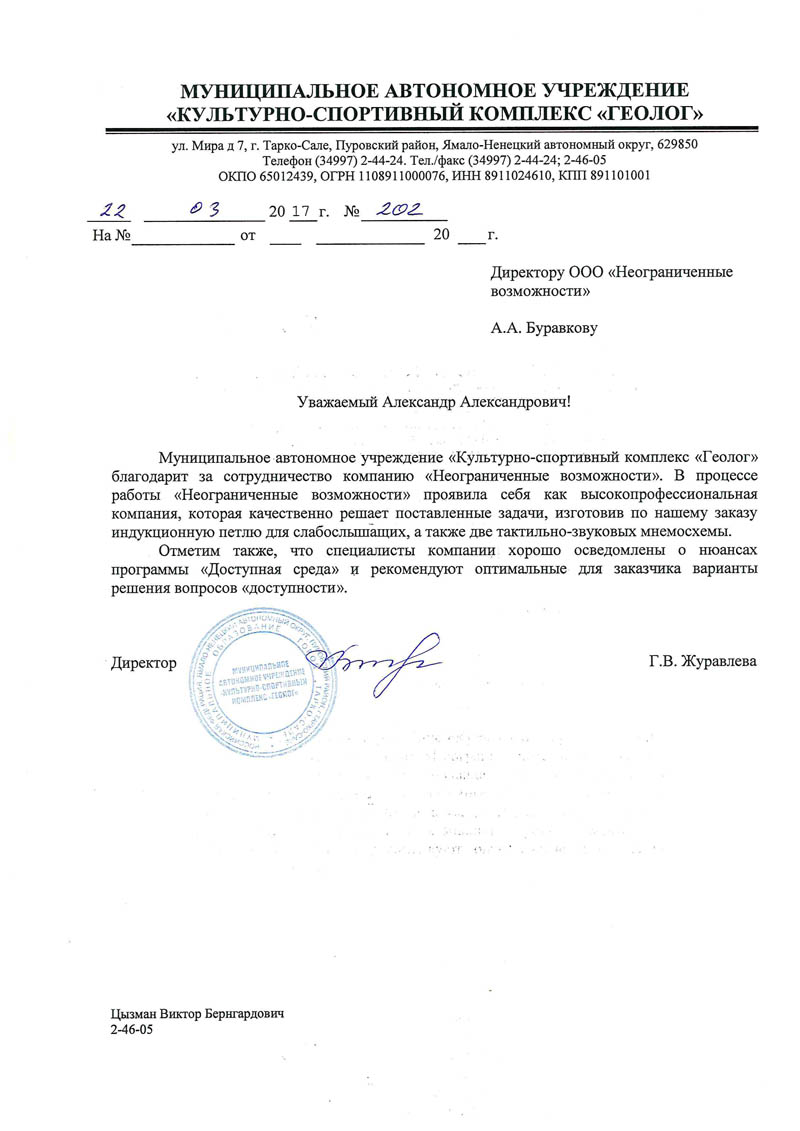 МУНИЦИПАЛЬНОЕ АВТОНОМНОЕ УЧРЕЖДЕНИЕ
«КУЛЬТУРНО-СПОРТИВНЫЙ КОМПЛЕКС «ГЕОЛОГ»
ул. Мира д 7, г. Тарко-Сале, Пуровский район, Ямало-Ненецкий автономный округ, 629850
Телефон (34997) 2-44-24. Тел./факс (34997) 2-44-24; 2-46-05
ОКПО 65012439, ОГРН 1108911000076, ИНН 8911024610, КПП 891101001
22 03 20 17 г. № 202
На № от 20 г.
Директору ООО «Неограниченные
возможности»
А.А. Буравкову
Уважаемый Александр Александрович!
Муниципальное автономное учреждение «Культурно-спортивный комплекс «Геолог»
благодарит за сотрудничество компанию «Неограниченные возможности». В процессе
работы «Неограниченные возможности» проявила себя как высокопрофессиональная
компания, которая качественно решает поставленные задачи, изготовив по нашему заказу
индукционную петлю для слабослышащих, а также две тактильно-звуковых мнемосхемы.
Отметим также, что специалисты компании хорошо осведомлены о нюансах
программы «Доступная среда» и рекомендуют оптимальные для заказчика варианты
решения вопросов «доступности».
Директор
Г.В. Журавлева
МУНИЦИПАЛЬНОЕ
АВТОНОМНОЕ УЧРЕЖДЕНИЕ
«КУЛЬТУРНО-СПОРТИВНЫЙ
КОМПЛЕКС «ГЕОЛОГ»
Цызман Виктор Бернгардович
2-46-05